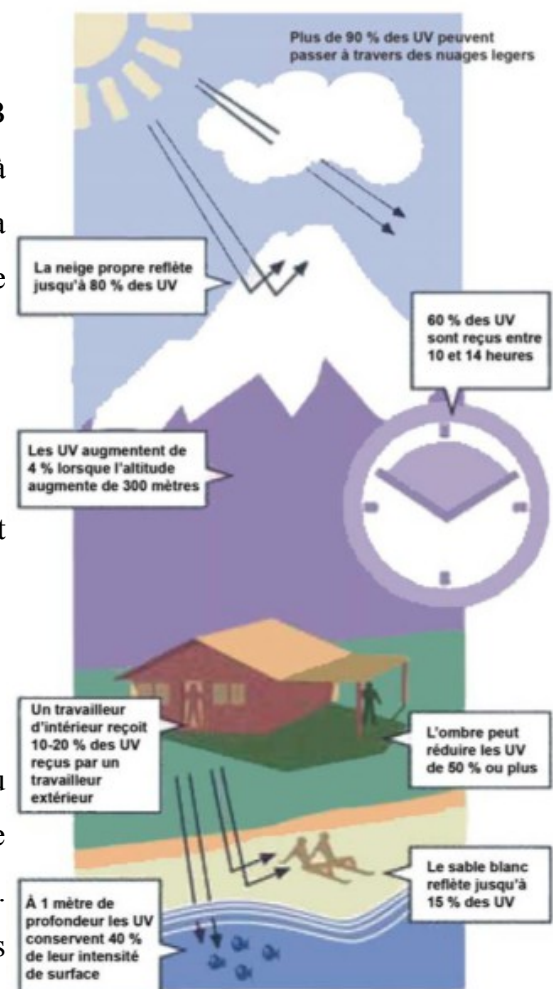 Plus de 90 % des UV peuvent
passer à travers des nuages legers
3
à
a
e
La neige propre reflète
jusqu'à 80 % des UV
60 % des UV
sont reçus entre
10 et 14 heures
Les UV augmentent de
4 % lorsque l'altitude
augmente de 300 mètres
t
Un travailleur
d'intérieur reçoit
10-20 % des UV
reçus par un
travailleur
extérieur
L'ombre peut
réduire les UV
de 50 % ou plus
u
e
.
s
Le sable blanc
reflète jusqu'à
15 % des UV
À 1 mètre de
profondeur les UV
conservent 40 %
de leur intensité
de surface